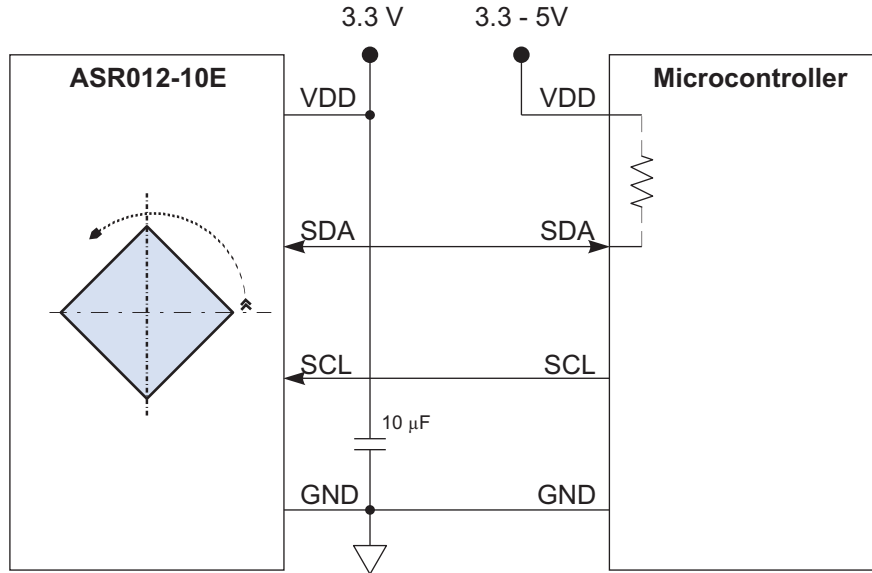 3.3 V
3.3 - 5V
ASR012-10E
Microcontroller
VDD
VDD
SDA
SDA
SCL
SCL
10 μF
GND
GND